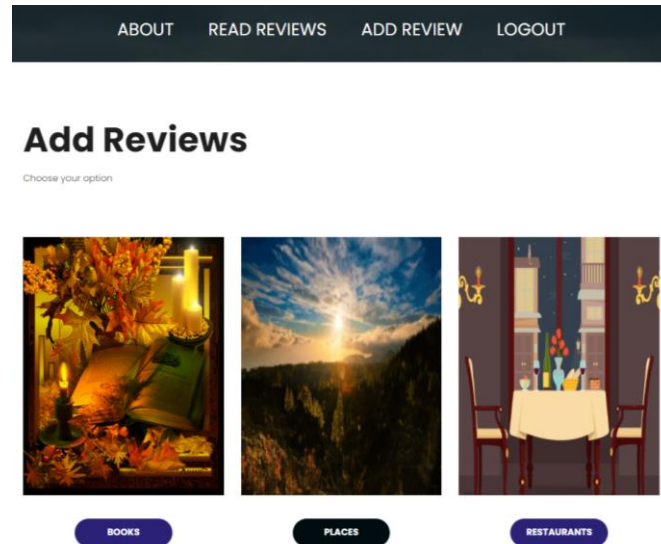 ABOUT READ REVIEWS ADD REVIEW LOGOUT
Add Reviews
Choose your option
BOOKS PLACES RESTAURANTS